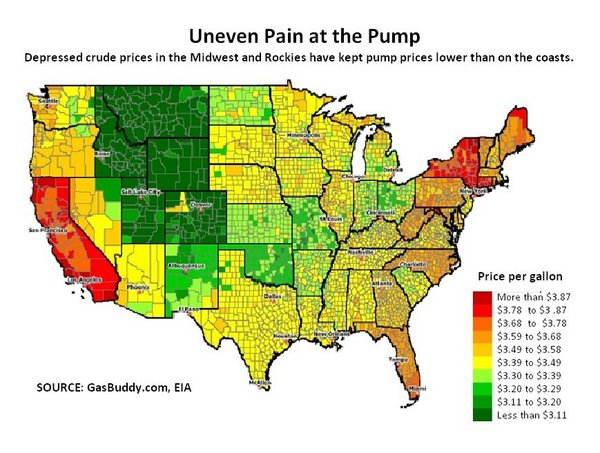 Uneven Pain at the Pump
Depressed crude prices in the Midwest and Rockies have kept pump prices lower than on the coasts.
Seattle
Boise
Minneapolis
Detroit
Chicago
New York
Salt Lake City
Denver
San Francisco
St Louis
Cincinnati
Nashville
Charlotte
Los Angeles
Phoenix
Albuquerque
Atlanta
Dallas
El Paso
Houston
New Orleans
Tampa
McAllen
Miami
Price per gallon
More than $3.87
$3.78 to $3 .87
$3.68 to $3.78
$3.59 to $3.68
$3.49 to $3.58
$3.39 to $3.49
$3.30 to $3.39
$3.20 to $3.29
$3.11 to $3.20
Less than $3.11
SOURCE: GasBuddy.com, EIA